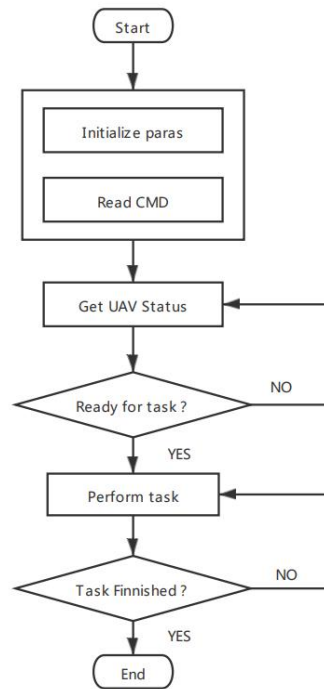 Start
Initialize paras
Read CMD
Get UAV Status
Ready for task ?
NO
YES
Perform task
Task Finnished ?
NO
YES
End